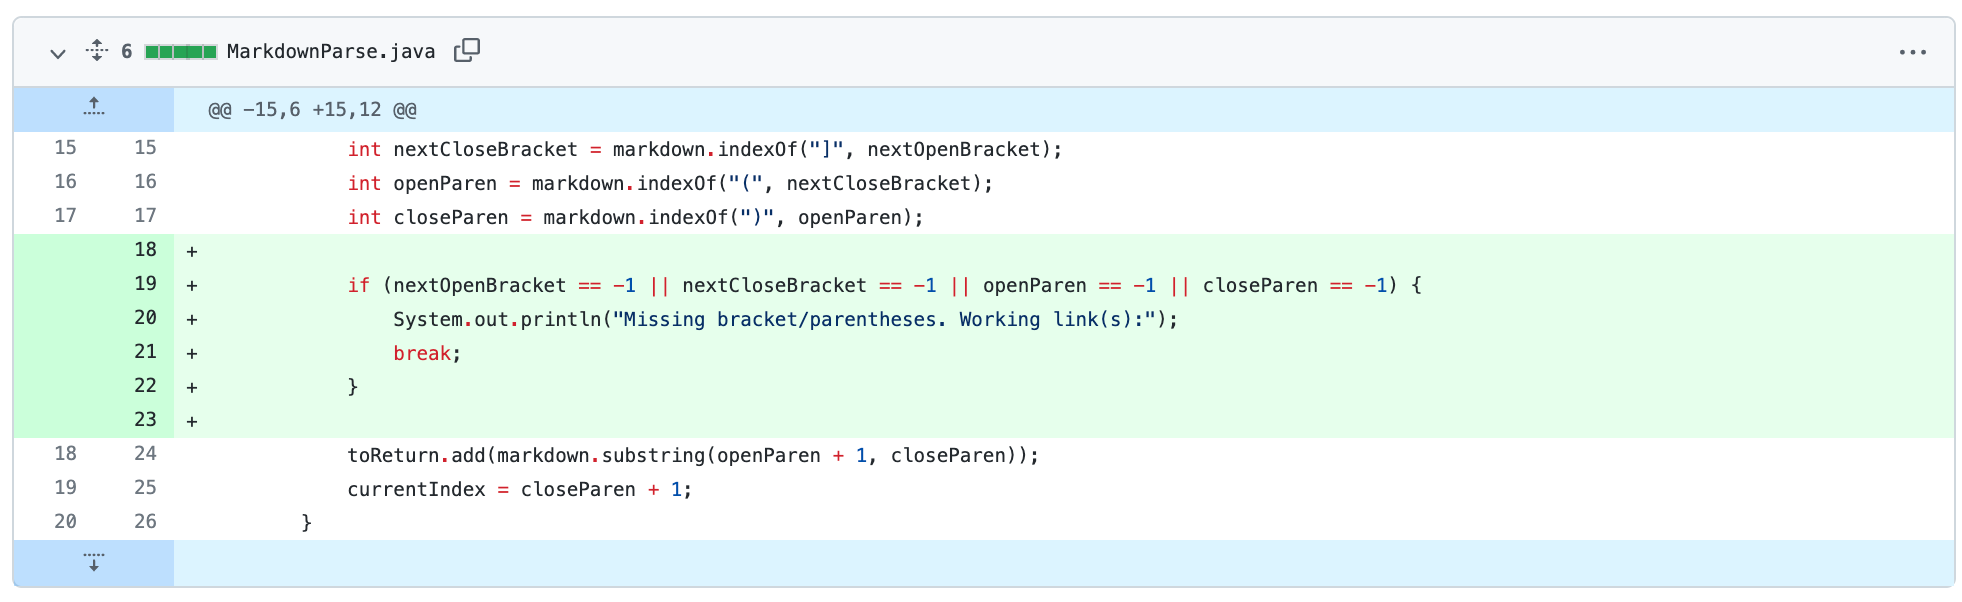 6 MarkdownParse.java
@@ -15,6 +15,12 @@
15 15 int nextCloseBracket = markdown.indexOf("]", nextOpenBracket);
16 16 int openParen = markdown.indexOf("(", nextCloseBracket);
17 17 int closeParen = markdown.indexOf(")", openParen);
18 +
19 + if (nextOpenBracket == -1 || nextCloseBracket == -1 || openParen == -1 || closeParen == -1) {
20 + System.out.println("Missing bracket/parentheses. Working link(s):");
21 + break;
22 + }
23 +
18 24 toReturn.add(markdown.substring(openParen + 1, closeParen));
19 25 currentIndex = closeParen + 1;
20 26 }